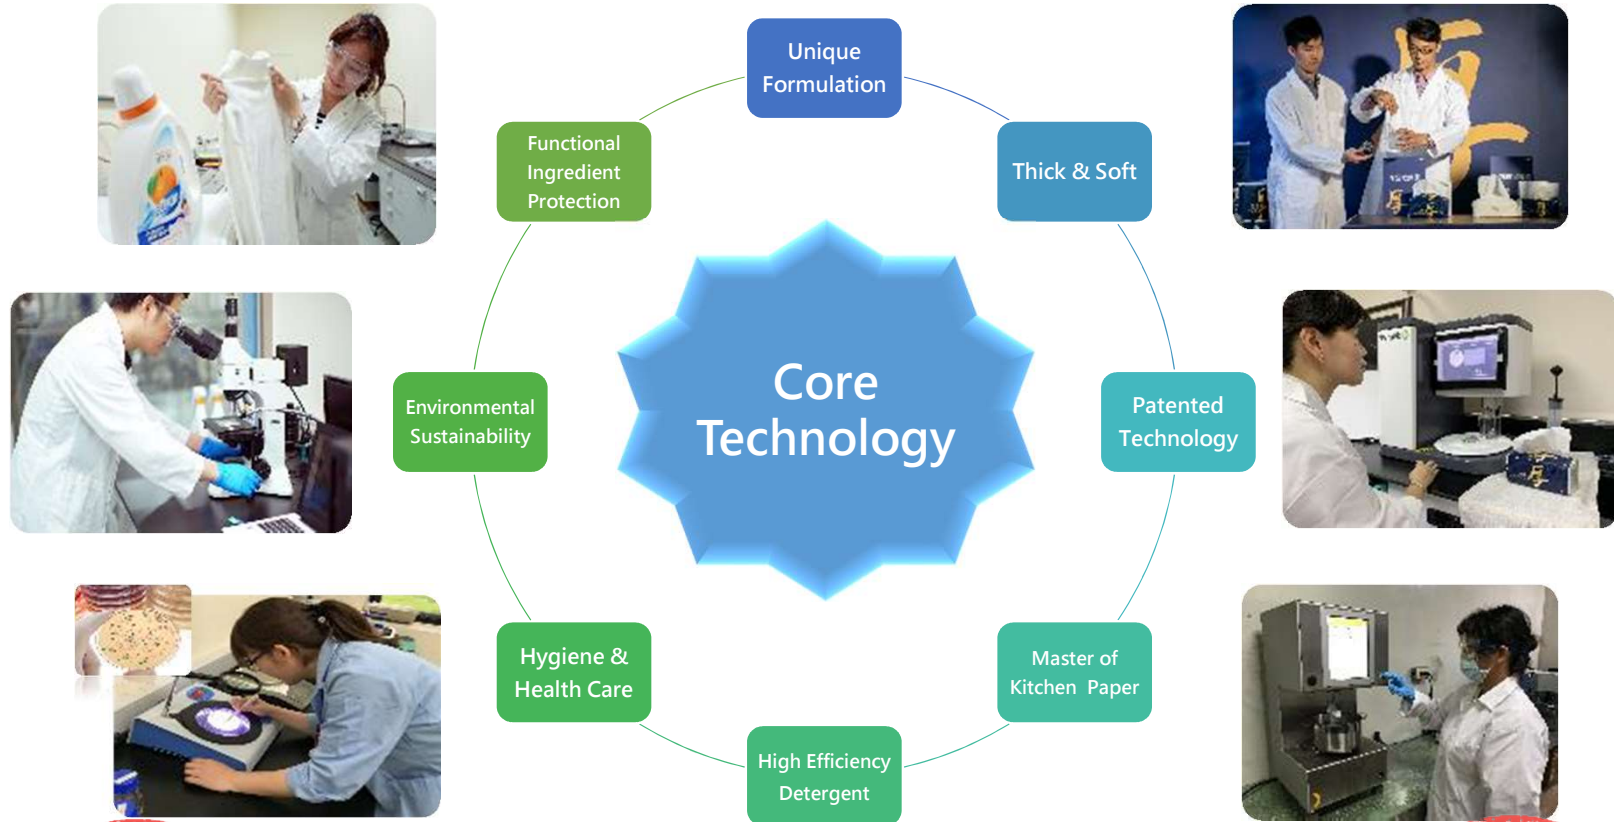 Unique
Formulation
Functional
Ingredient
Protection
Thick & Soft
Core
Technology
Environmental
Sustainability
Patented
Technology
Hygiene &
Health Care
Master of
Kitchen Paper
High Efficiency
Detergent
厚